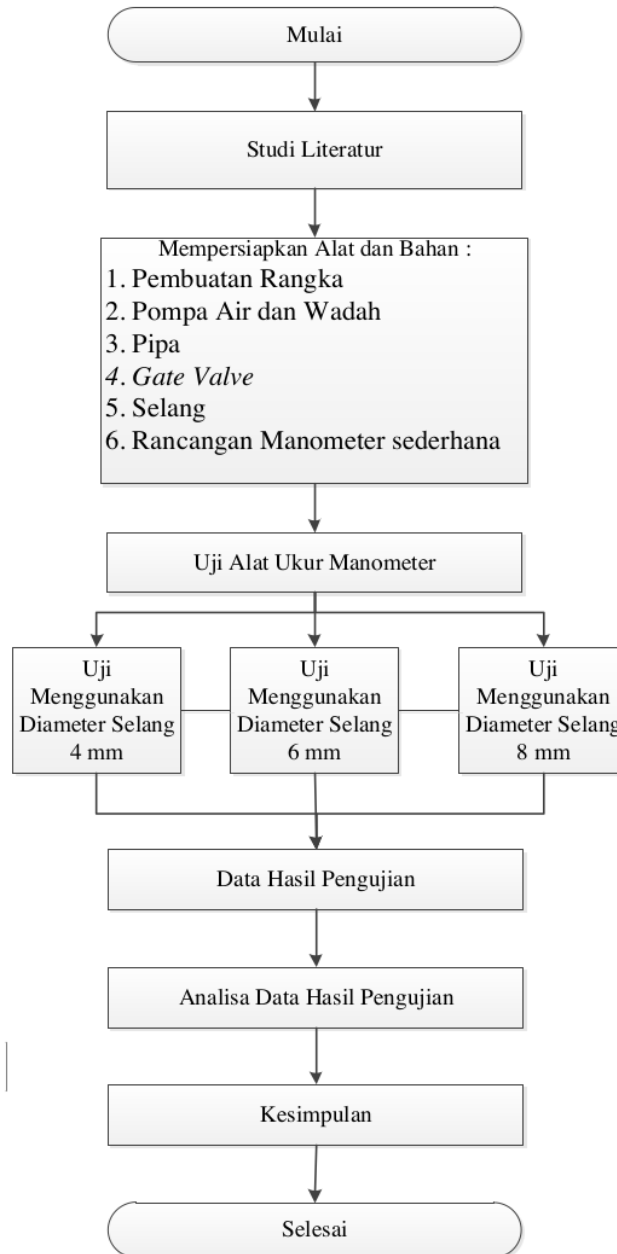 Mulai
Studi Literatur
Mempersiapkan Alat dan Bahan :
1. Pembuatan Rangka
2. Pompa Air dan Wadah
3. Pipa
4. Gate Valve
5. Selang
6. Rancangan Manometer sederhana
Uji Alat Ukur Manometer
Uji
Menggunakan
Diameter Selang
4 mm
Uji
Menggunakan
Diameter Selang
6 mm
Uji
Menggunakan
Diameter Selang
8 mm
Data Hasil Pengujian
Analisa Data Hasil Pengujian
Kesimpulan
Selesai